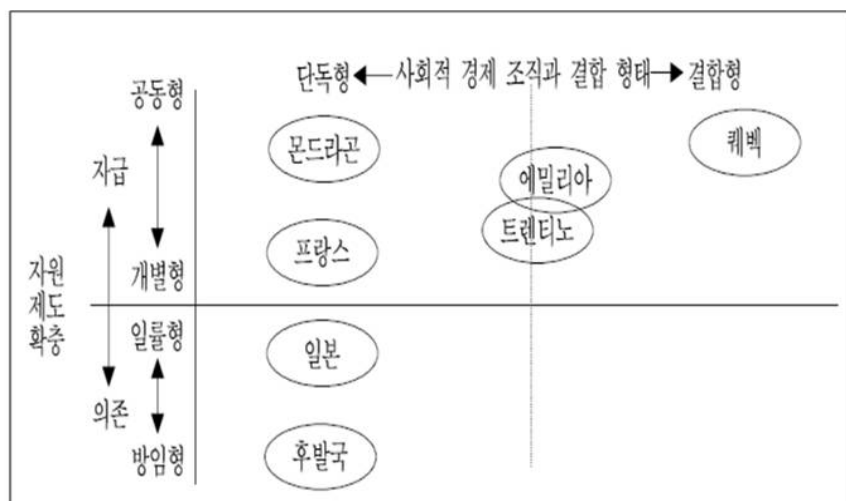 단독형 사회적 경제 조직과 결합 형태 결합형
공동형
몬드라곤
퀘벡
자급
에밀리아
트렌티노
프랑스
자원
제도
확충
개별형
일률형
일본
의존
방임형
후발국